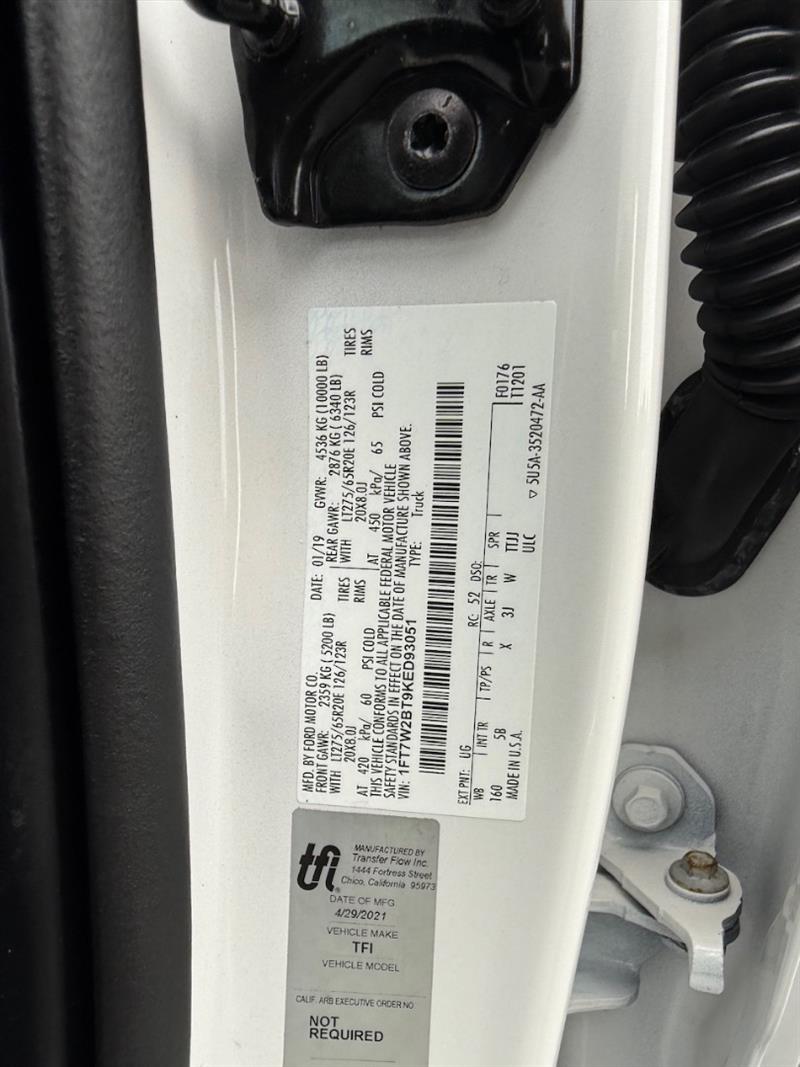 MFD. BY FORD MOTOR CO.
DATE: 01/19 GVWR: 4536 KG (10000 LB)
FRONT GAWR: 2359 KG ( 5200 LB) REAR GAWR: 2876 KG ( 6340 LB)
WITH LT275/65R20E 126/123R TIRES WITH LT275/65R20E 126/123R TIRES
20X8.0J RIMS 20X8.0J RIMS
AT 420 kPa/ 60 PSI COLD AT 450 kPa/ 65 PSI COLD
THIS VEHICLE CONFORMS TO ALL APPLICABLE FEDERAL MOTOR VEHICLE
SAFETY STANDARDS IN EFFECT ON THE DATE OF MANUFACTURE SHOWN ABOVE.
VIN: 1FT7W2BT9KED93051 TYPE: Truck
EXT PNT: UG RC: 52 DSO: F0176
WB INT TR TP/PS R AXLE TR SPR T1201
160 5B X 3J W TTJJ
MADE IN U.S.A. ULC ▽ 5U5A-3520472-AA
tfi®
MANUFACTURED BY
Transfer Flow Inc.
1444 Fortress Street
Chico, California 95973
DATE OF MFG
4/29/2021
VEHICLE MAKE
TFI
VEHICLE MODEL
CALIF. ARB EXECUTIVE ORDER NO
NOT
REQUIRED